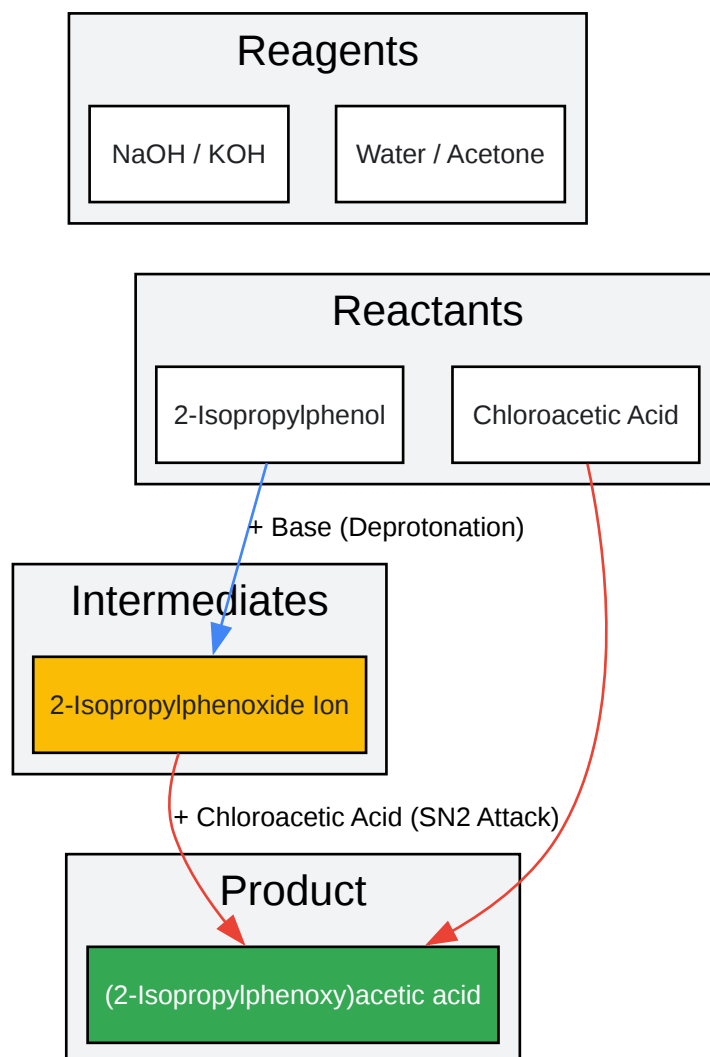 Reagents
NaOH / KOH
Water / Acetone
Reactants
2-Isopropylphenol
Chloroacetic Acid
+ Base (Deprotonation)
Intermediates
2-Isopropylphenoxide Ion
+ Chloroacetic Acid (SN2 Attack)
Product
(2-Isopropylphenoxy)acetic acid